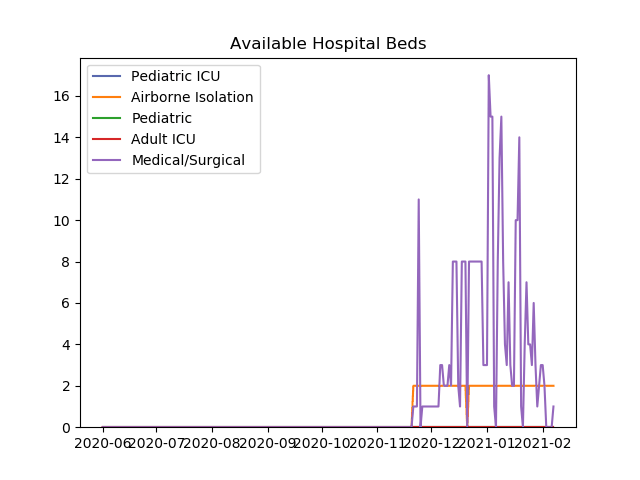 Available Hospital Beds
Pediatric ICU
Airborne Isolation
Pediatric
Adult ICU
Medical/Surgical
16
14
12
10
8
6
4
2
0
2020-06 2020-07 2020-08 2020-09 2020-10 2020-11 2020-12 2021-01 2021-02